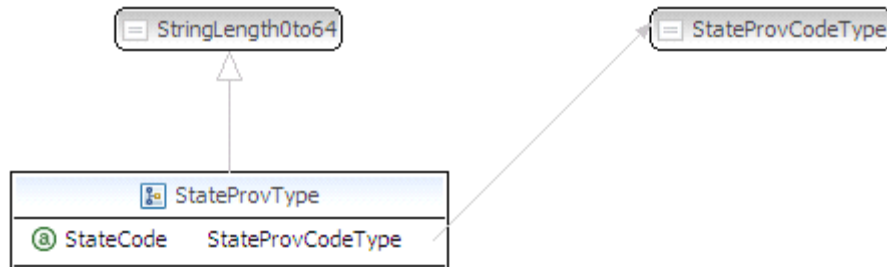 StringLength0to64
StateProvCodeType
StateProvType
a StateCode StateProvCodeType